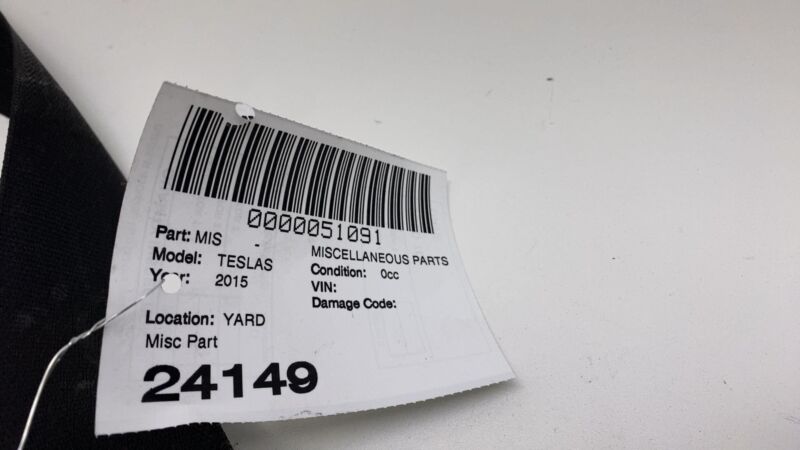 0000051091
Part: MIS - MISCELLANEOUS PARTS
Model: TESLAS Condition: 0cc
Year: 2015 VIN:
Damage Code:
Location: YARD
Misc Part
24149